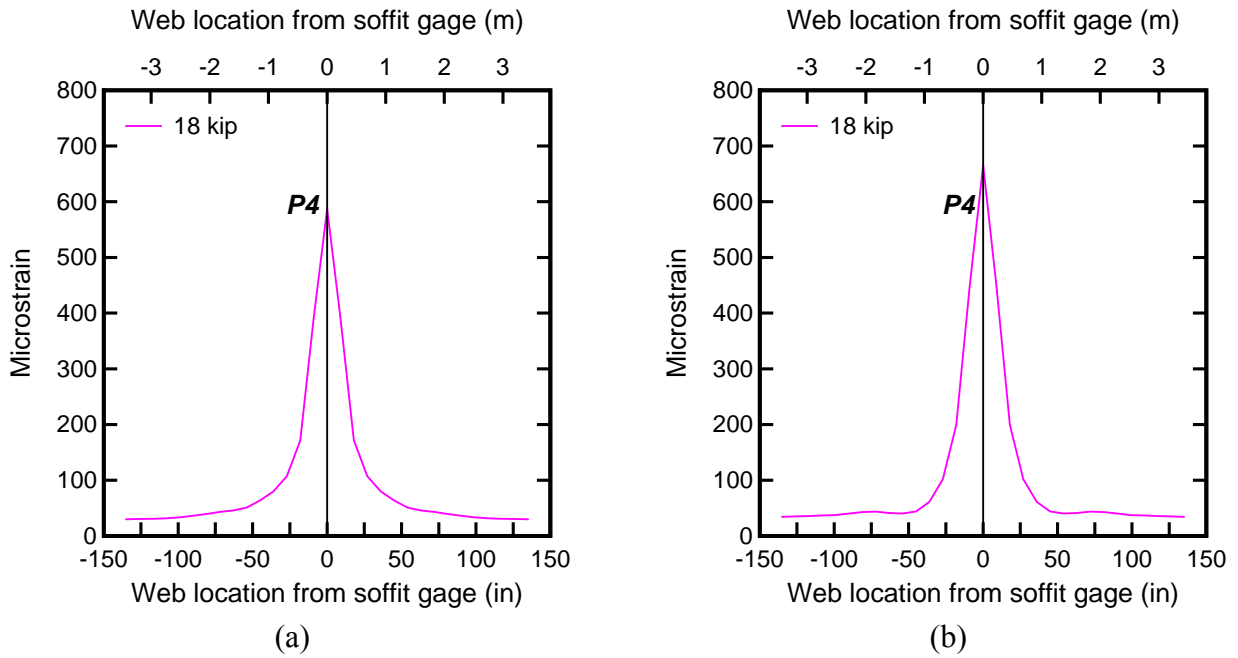 Web location from soffit gage (m)
-3 -2 -1 0 1 2 3
800
700
600
500
400
300
200
100
0
18 kip
P4
Microstrain
-150 -100 -50 0 50 100 150
Web location from soffit gage (in)
(a)
Web location from soffit gage (m)
-3 -2 -1 0 1 2 3
800
700
600
500
400
300
200
100
0
18 kip
P4
Microstrain
-150 -100 -50 0 50 100 150
Web location from soffit gage (in)
(b)